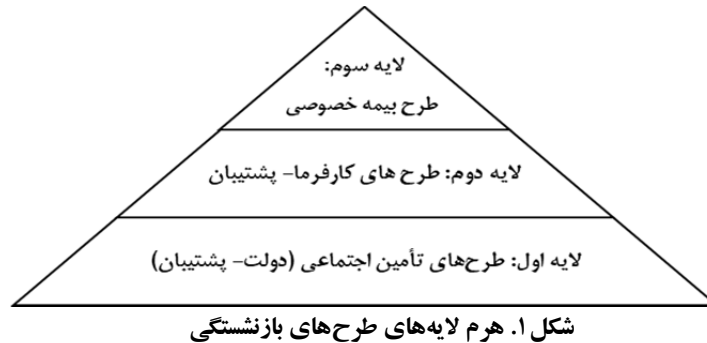 لایه سوم:
طرح بیمه خصوصی
لایه دوم: طرح های کارفرما- پشتیبان
لایه اول: طرح‌های تأمین اجتماعی (دولت- پشتیبان)
شکل ۱. هرم لایه‌های طرح‌های بازنشستگی